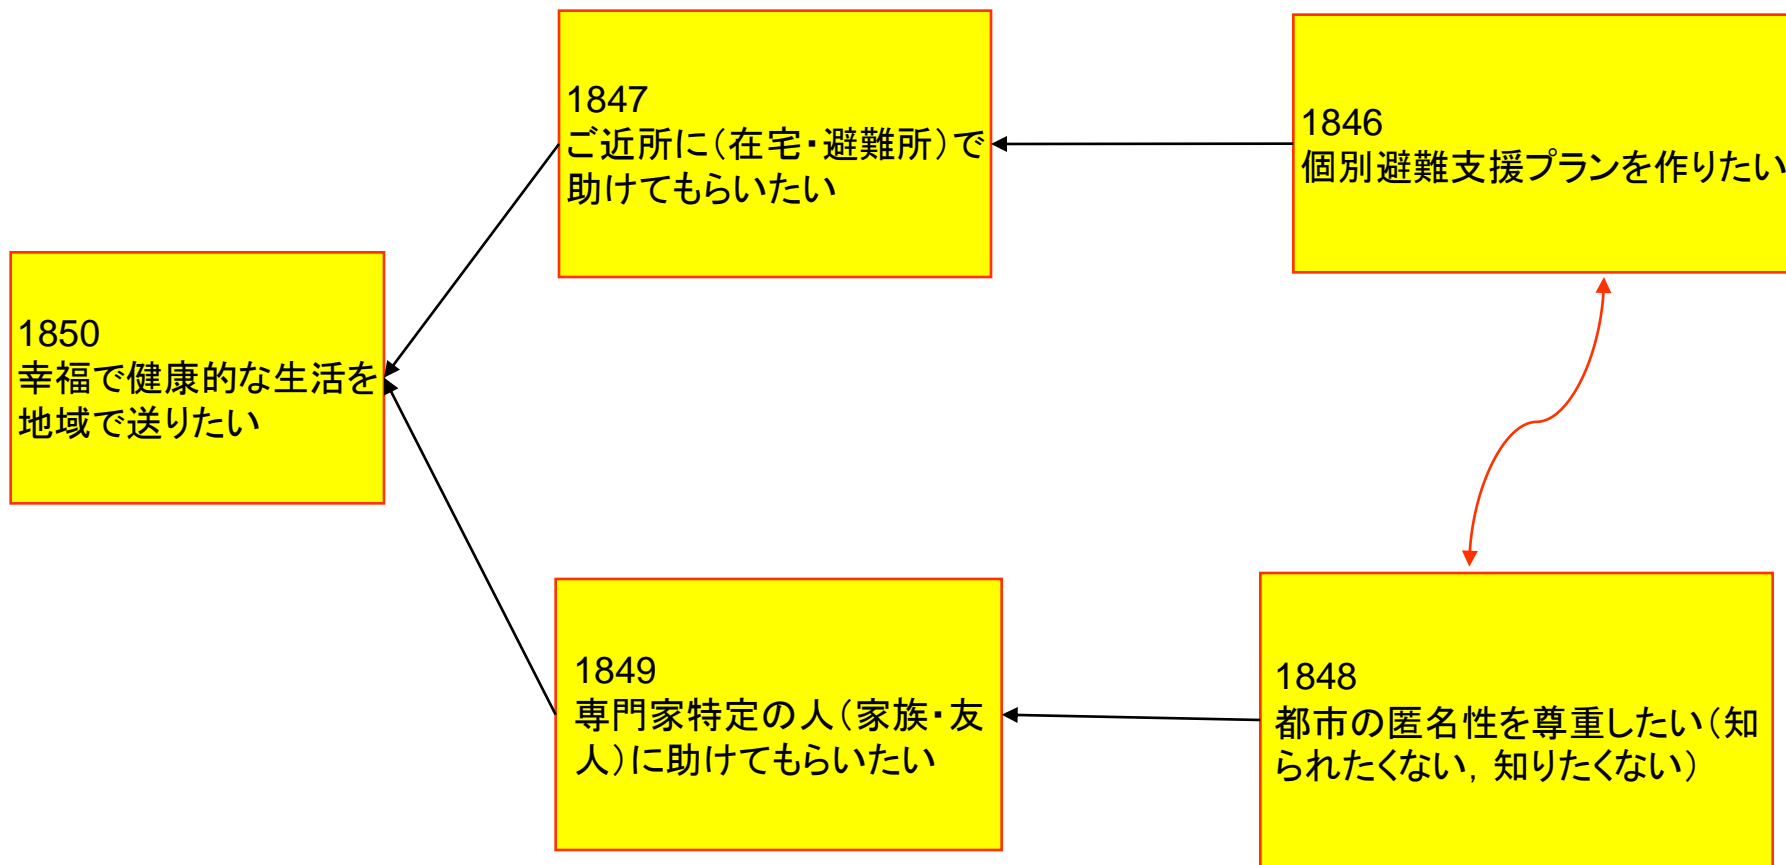 1847
ご近所に（在宅・避難所）で
助けてもらいたい
1846
個別避難支援プランを作りたい
1850
幸福で健康的な生活を
地域で送りたい
1849
専門家特定の人（家族・友
人）に助けてもらいたい
1848
都市の匿名性を尊重したい（知
られたくない，知りたくない）